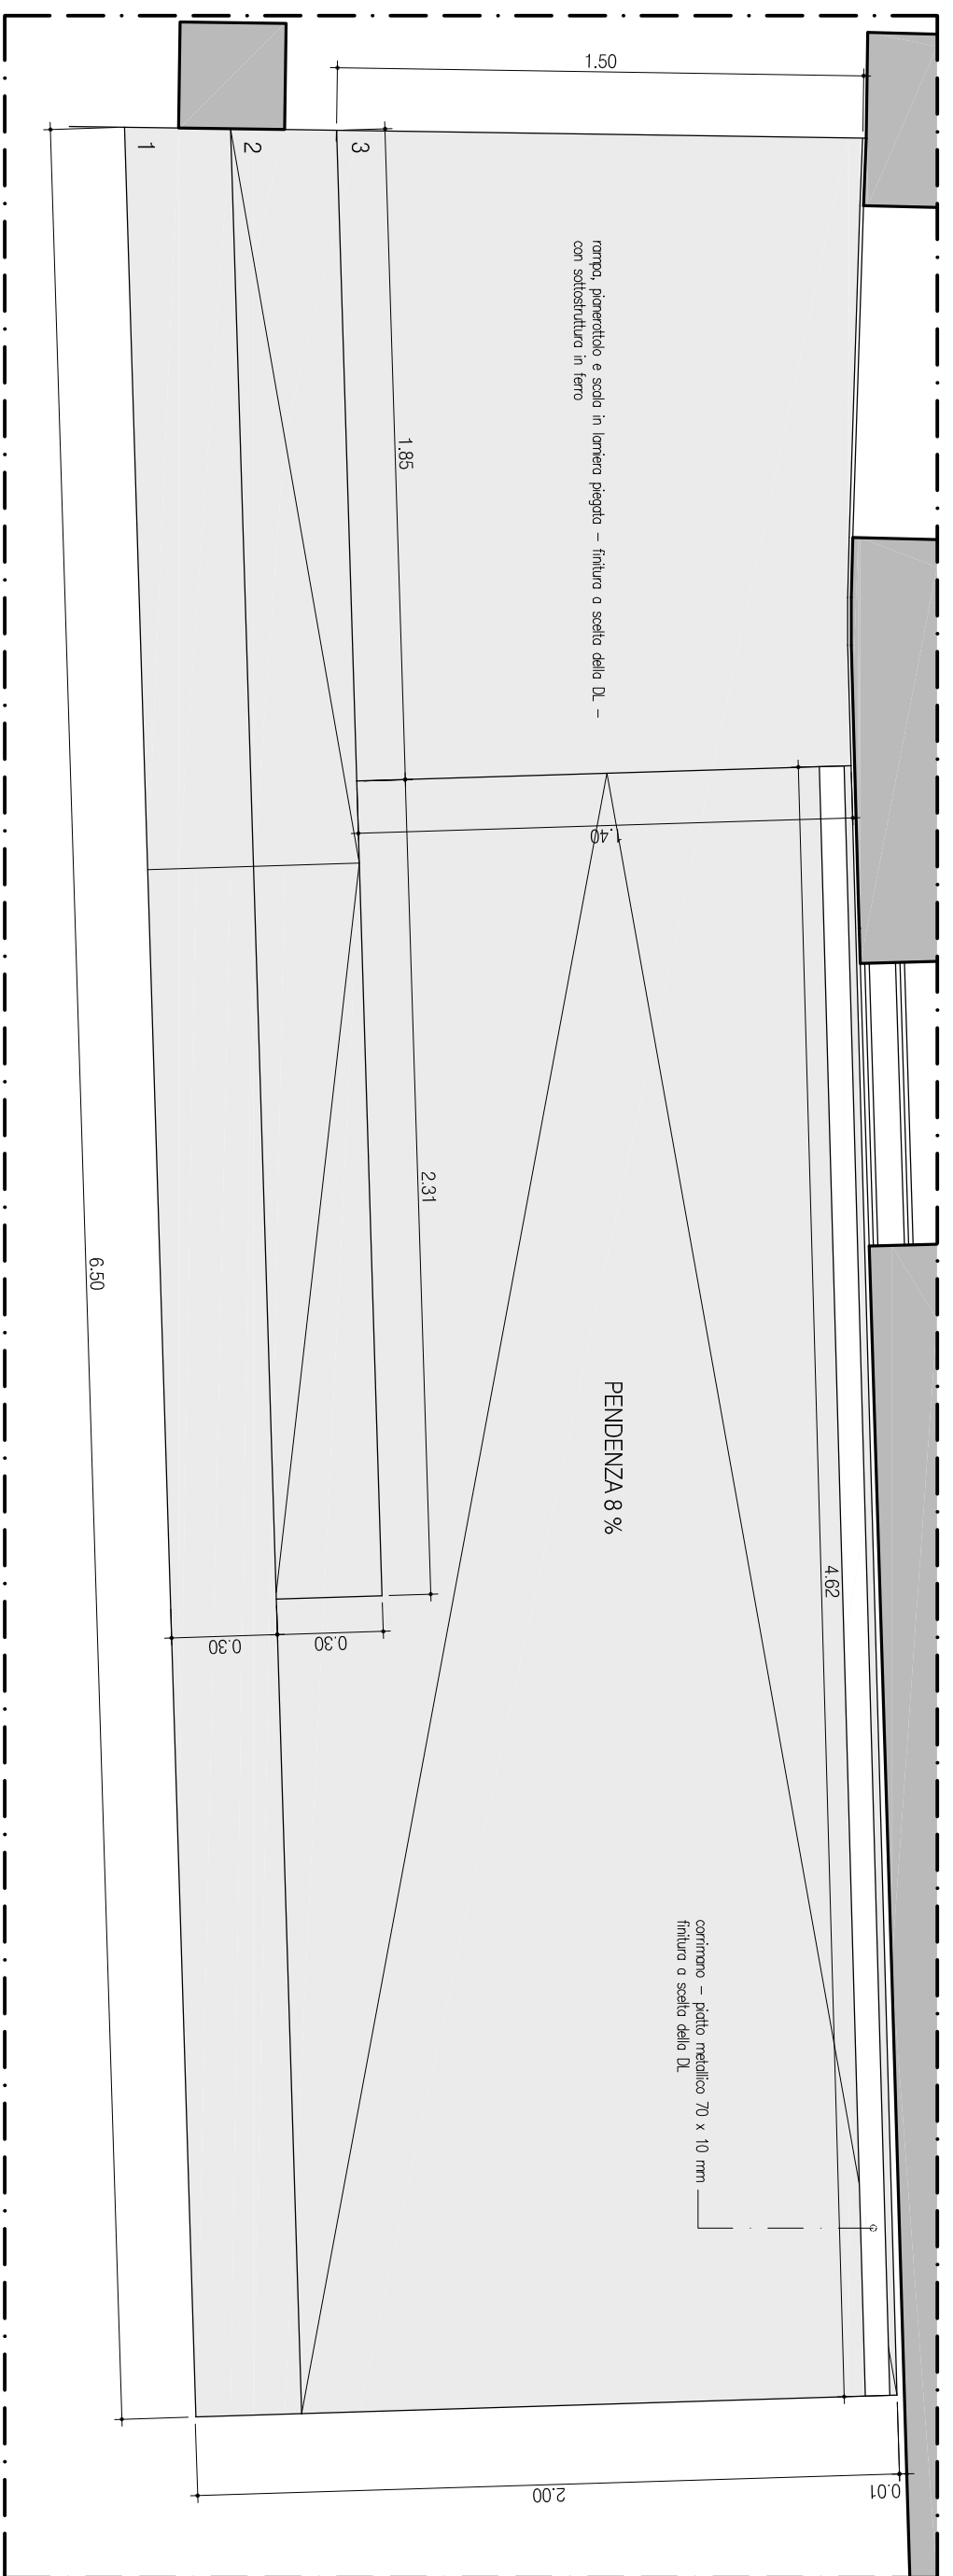 1.50
1
2
3
rampa, pianerottolo e scala in lamiera piegata – finitura a scelta della DL –
con sottostruttura in ferro
1.85
1.40
2.31
6.50
PENDENZA 8 %
4.62
0.30
0.30
corrimano – piatto metallico 70 x 10 mm
finitura a scelta della DL
2.00
0.01